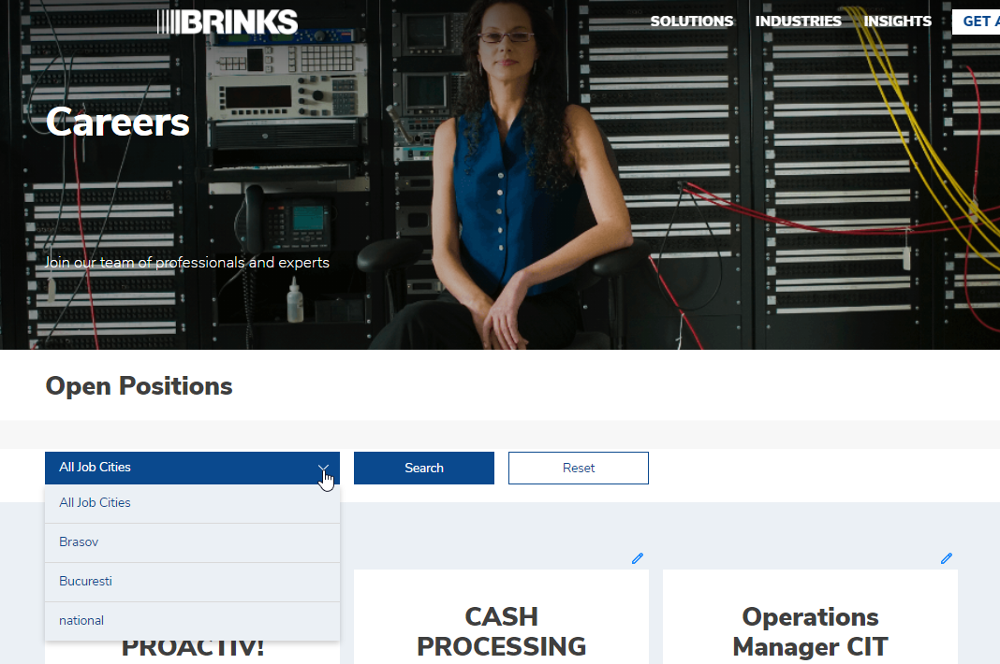 BRINKS
SOLUTIONS
INDUSTRIES
INSIGHTS
GET A
Careers
Join our team of professionals and experts
Open Positions
All Job Cities
Search
Reset
All Job Cities
Brasov
Bucuresti
national
PROACTIV!
CASH
PROCESSING
Operations
Manager CIT